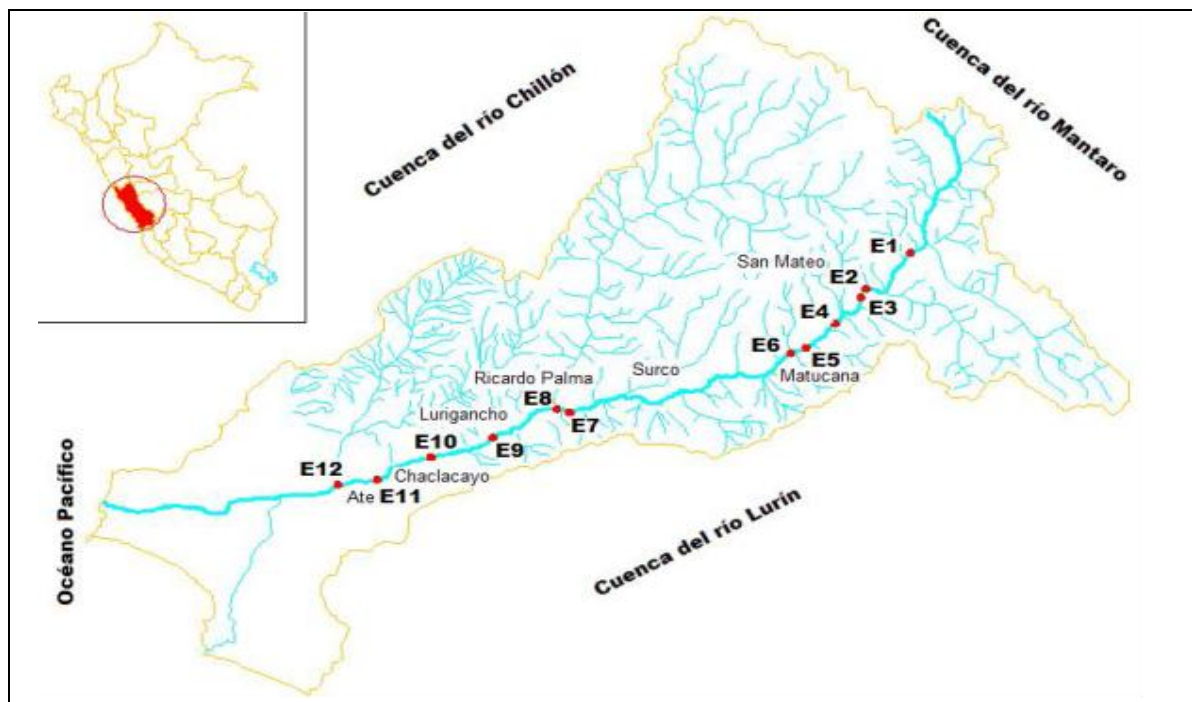 Cuenca del río Chillón
Cuenca del río Mantaro
E1
San Mateo
E2
E3
E4
E6
E5
Matucana
Surco
Ricardo Palma
E8
E7
Lurigancho
E10
E9
Chaclacayo
E12
Ate E11
Océano Pacífico
Cuenca del río Lurín